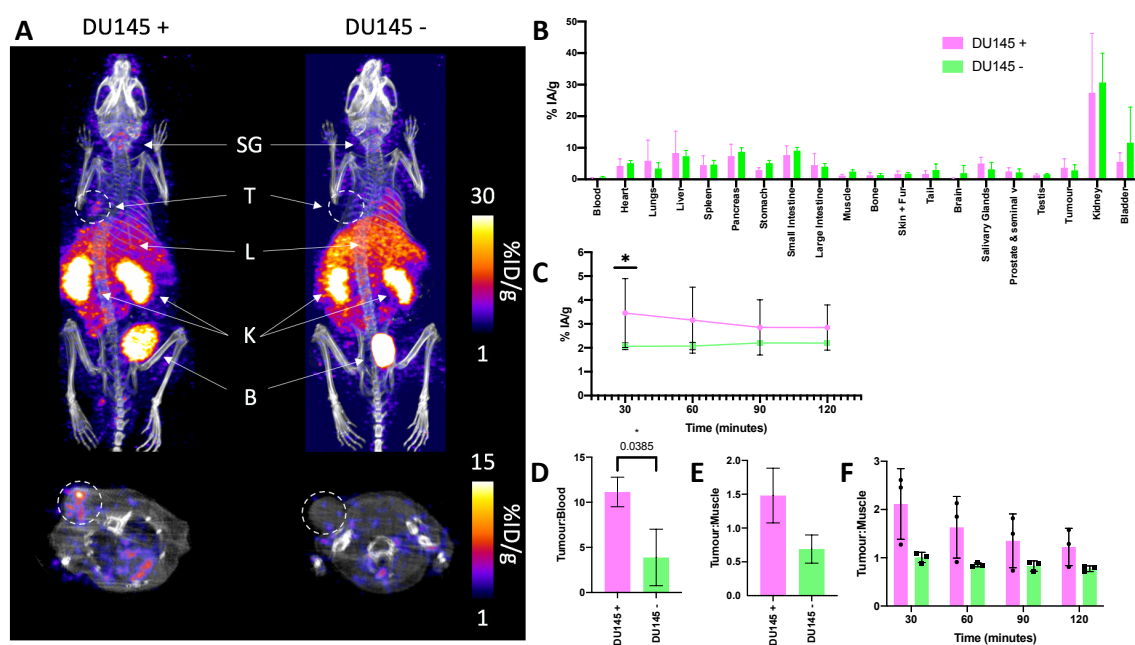 A
DU145 +
DU145 -
SG
T
L
K
B
30
%ID/g
1
15
%ID/g
1
B
% IA/g
50
40
30
20
10
0
DU145 +
DU145 -
Blood
Heart
Lungs
Liver
Spleen
Pancreas
Stomach
Small Intestine
Large Intestine
Muscle
Bone
Skin + Fur
Tail
Brain
Salivary Glands
Prostate & seminal v
Testis
Tumour
Kidney
Bladder
C
% IA/g
6
5
4
3
2
1
0
*
30
60
90
120
Time (minutes)
D
Tumour:Blood
15
10
5
0
*
0.0385
DU145 +
DU145 -
E
Tumour:Muscle
2.0
1.5
1.0
0.5
0.0
DU145 +
DU145 -
F
Tumour:Muscle
3
2
1
0
30
60
90
120
Time (minutes)